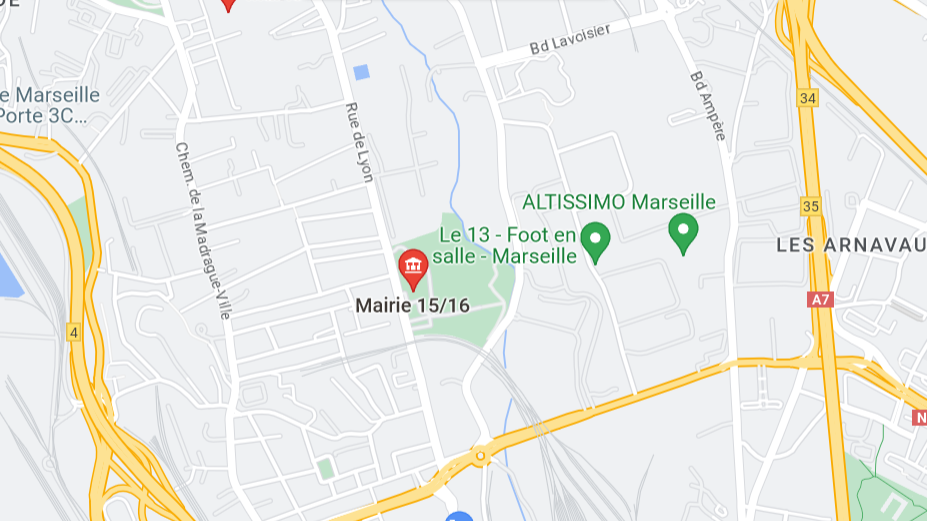 Bd Lavoisier
Bd Ampère
e Marseille
Porte 3C...
34
Rue de Lyon
Chem. de la Madrague-Ville
ALTISSIMO Marseille
35
Le 13 - Foot en
salle - Marseille
LES ARNAVAU
A7
Mairie 15/16
4
N